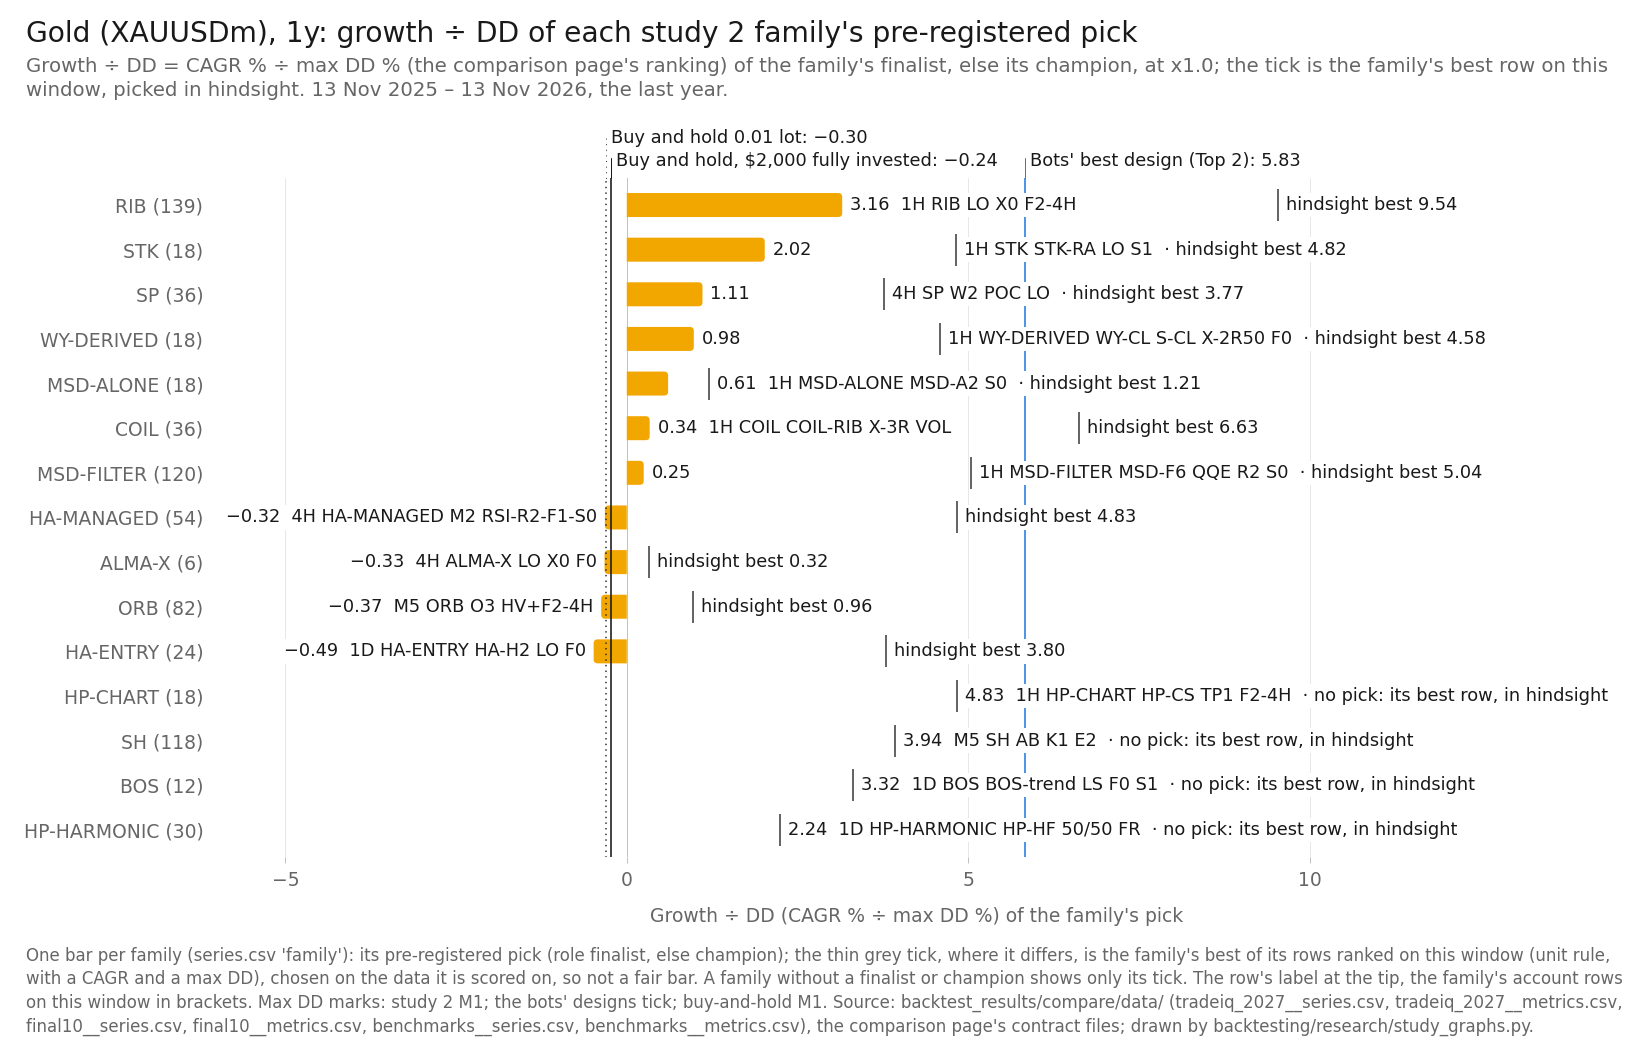 Gold (XAUUSDm), 1y: growth ÷ DD of each study 2 family's pre-registered pick
Growth ÷ DD = CAGR % ÷ max DD % (the comparison page's ranking) of the family's finalist, else its champion, at x1.0; the tick is the family's best row on this
window, picked in hindsight. 13 Nov 2025 – 13 Nov 2026, the last year.
Buy and hold 0.01 lot: −0.30
Buy and hold, $2,000 fully invested: −0.24
Bots' best design (Top 2): 5.83
RIB (139) 3.16 1H RIB LO X0 F2-4H hindsight best 9.54
STK (18) 2.02 1H STK STK-RA LO S1 · hindsight best 4.82
SP (36) 1.11 4H SP W2 POC LO · hindsight best 3.77
WY-DERIVED (18) 0.98 1H WY-DERIVED WY-CL S-CL X-2R50 F0 · hindsight best 4.58
MSD-ALONE (18) 0.61 1H MSD-ALONE MSD-A2 S0 · hindsight best 1.21
COIL (36) 0.34 1H COIL COIL-RIB X-3R VOL hindsight best 6.63
MSD-FILTER (120) 0.25 1H MSD-FILTER MSD-F6 QQE R2 S0 · hindsight best 5.04
HA-MANAGED (54) −0.32 4H HA-MANAGED M2 RSI-R2-F1-S0 hindsight best 4.83
ALMA-X (6) −0.33 4H ALMA-X LO X0 F0 hindsight best 0.32
ORB (82) −0.37 M5 ORB O3 HV+F2-4H hindsight best 0.96
HA-ENTRY (24) −0.49 1D HA-ENTRY HA-H2 LO F0 hindsight best 3.80
HP-CHART (18) 4.83 1H HP-CHART HP-CS TP1 F2-4H · no pick: its best row, in hindsight
SH (118) 3.94 M5 SH AB K1 E2 · no pick: its best row, in hindsight
BOS (12) 3.32 1D BOS BOS-trend LS F0 S1 · no pick: its best row, in hindsight
HP-HARMONIC (30) 2.24 1D HP-HARMONIC HP-HF 50/50 FR · no pick: its best row, in hindsight
−5 0 5 10
Growth ÷ DD (CAGR % ÷ max DD %) of the family's pick
One bar per family (series.csv 'family'): its pre-registered pick (role finalist, else champion); the thin grey tick, where it differs, is the family's best of its rows ranked on this window (unit rule,
with a CAGR and a max DD), chosen on the data it is scored on, so not a fair bar. A family without a finalist or champion shows only its tick. The row's label at the tip, the family's account rows
on this window in brackets. Max DD marks: study 2 M1; the bots' designs tick; buy-and-hold M1. Source: backtest_results/compare/data/ (tradeiq_2027__series.csv, tradeiq_2027__metrics.csv,
final10__series.csv, final10__metrics.csv, benchmarks__series.csv, benchmarks__metrics.csv), the comparison page's contract files; drawn by backtesting/research/study_graphs.py.